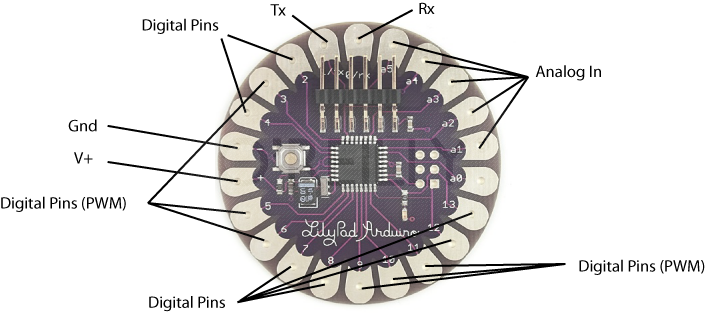 Tx
Rx
Digital Pins
Analog In
Gnd
V+
Digital Pins (PWM)
Digital Pins
Digital Pins (PWM)
2
3
4
-
+
5
6
7
8
9
10
11
12
13
a0
a1
a2
a3
a4
a5
LilyPad Arduino